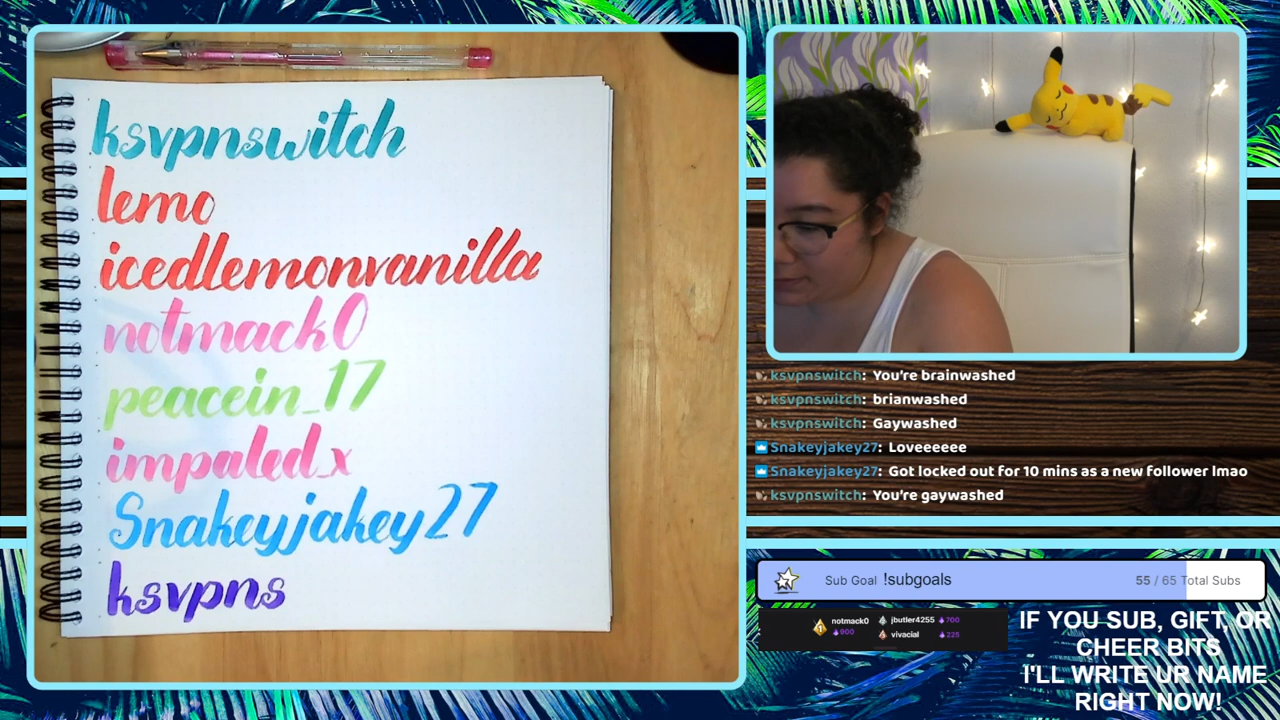 ksvpnswitch
lemo
icedlemonvanilla
notmack0
peacein_17
impaled_x
Snakeyjakey27
ksvpns
ksvpnswitch: You're brainwashed
ksvpnswitch: brianwashed
ksvpnswitch: Gaywashed
Snakeyjakey27: Loveeeeee
Snakeyjakey27: Got locked out for 10 mins as a new follower lmao
ksvpnswitch: You're gaywashed
Sub Goal !subgoals 55 / 65 Total Subs
1 notmack0 900
jbutler4255 700
vivacial 225
IF YOU SUB, GIFT, OR
CHEER BITS
I'LL WRITE UR NAME
RIGHT NOW!